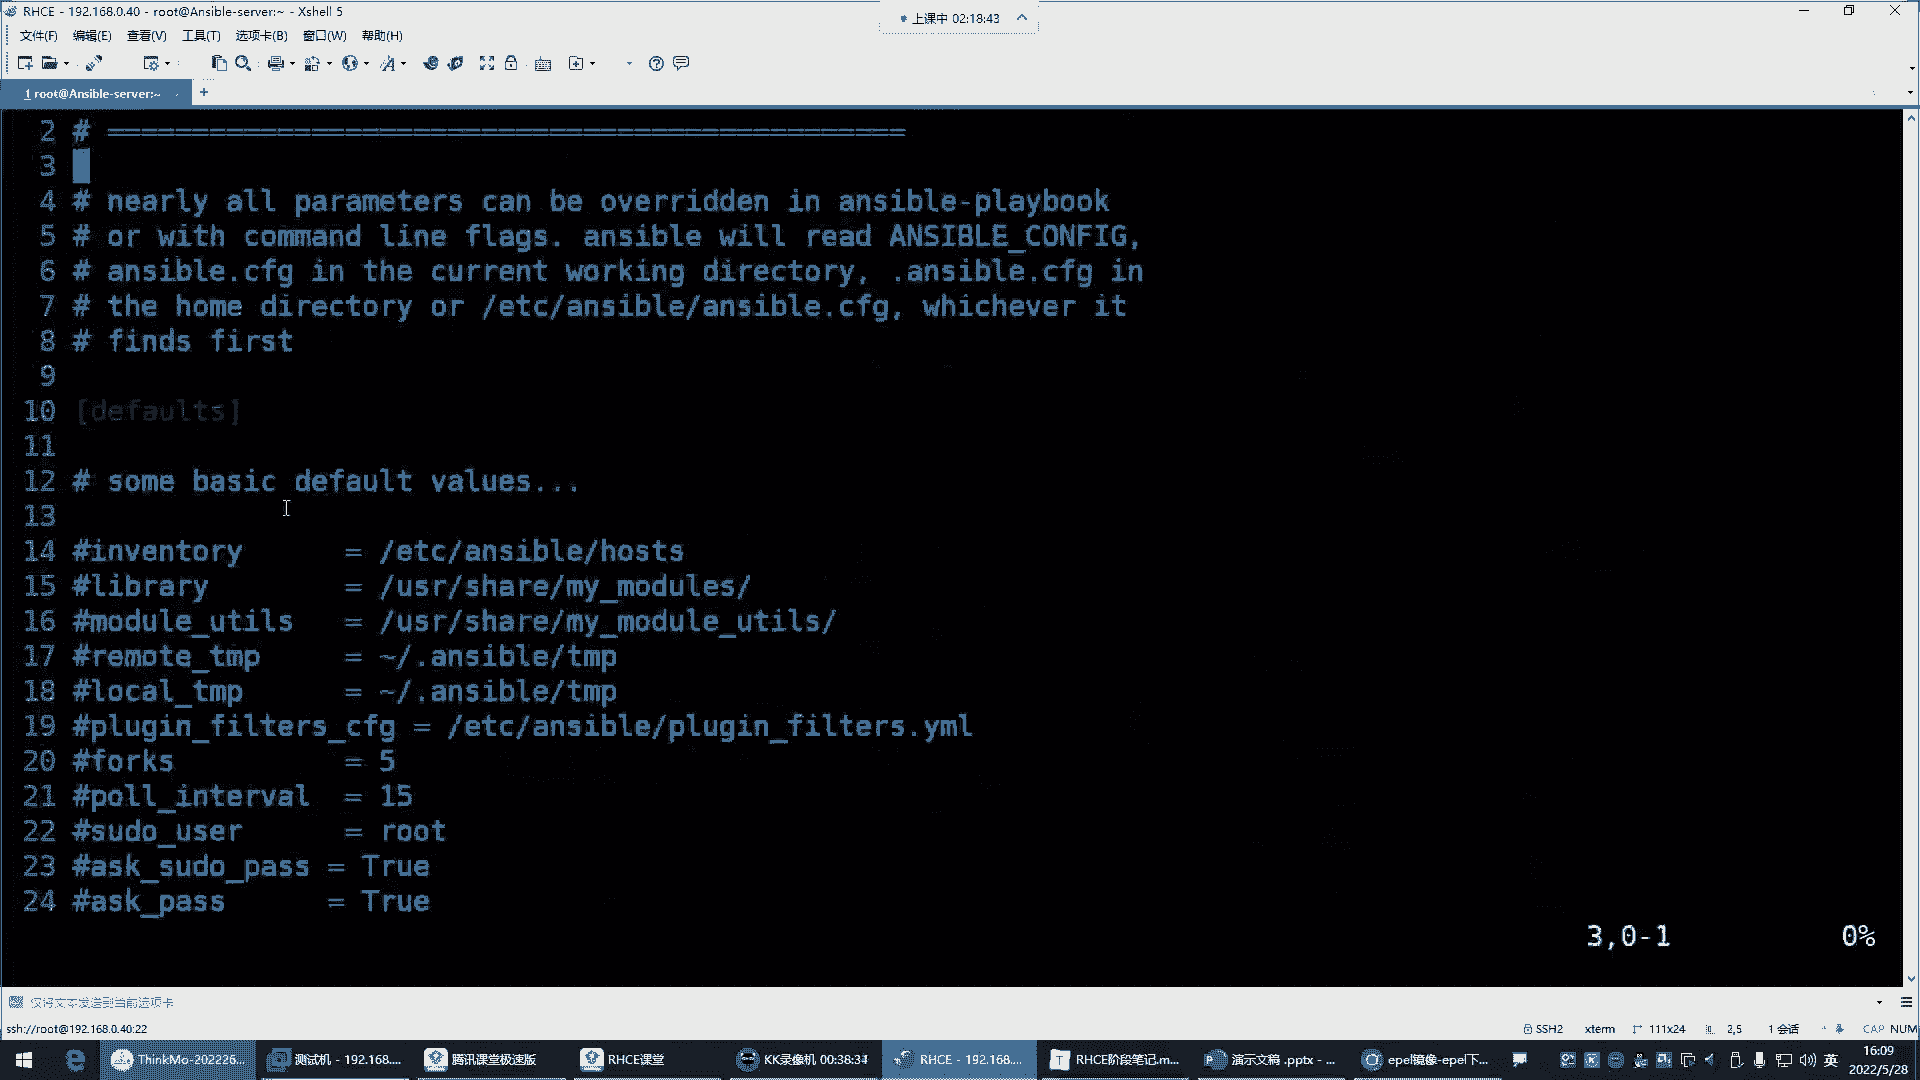 RHCE - 192.168.0.40 - root@Ansible-server:~ - Xshell 5
上课中 02:18:43
文件(F) 编辑(E) 查看(V) 工具(T) 选项卡(B) 窗口(W) 帮助(H)
1 root@Ansible-server:~
2 # ===============================================
3
4 # nearly all parameters can be overridden in ansible-playbook
5 # or with command line flags. ansible will read ANSIBLE_CONFIG,
6 # ansible.cfg in the current working directory, .ansible.cfg in
7 # the home directory or /etc/ansible/ansible.cfg, whichever it
8 # finds first
9
10 [defaults]
11
12 # some basic default values...
13
14 #inventory      = /etc/ansible/hosts
15 #library        = /usr/share/my_modules/
16 #module_utils   = /usr/share/my_module_utils/
17 #remote_tmp     = ~/.ansible/tmp
18 #local_tmp      = ~/.ansible/tmp
19 #plugin_filters_cfg = /etc/ansible/plugin_filters.yml
20 #forks          = 5
21 #poll_interval  = 15
22 #sudo_user      = root
23 #ask_sudo_pass = True
24 #ask_pass      = True
3,0-1 0%
仅将文本发送到当前选项卡
ssh://root@192.168.0.40:22 SSH2 xterm 111x24 2,5 1 会话 CAP NUM
ThinkMo-202226... 测试机 - 192.168.... 腾讯课堂极速版 RHCE课堂 KK录像机 00:38:34 RHCE - 192.168.... RHCE阶段笔记.m... 演示文稿 .pptx - ... epel镜像-epel下... 英 16:09
2022/5/28